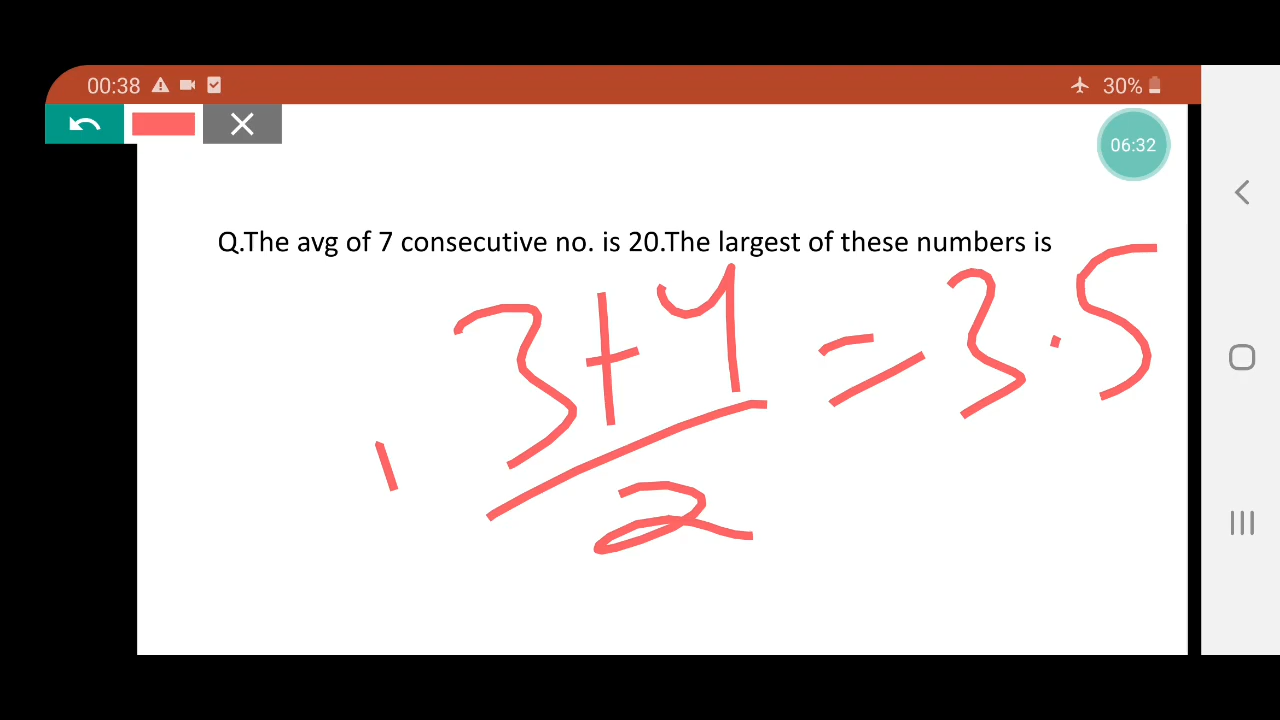 00:38
30%
06:32
Q.The avg of 7 consecutive no. is 20.The largest of these numbers is
3+4 = 3.5
2